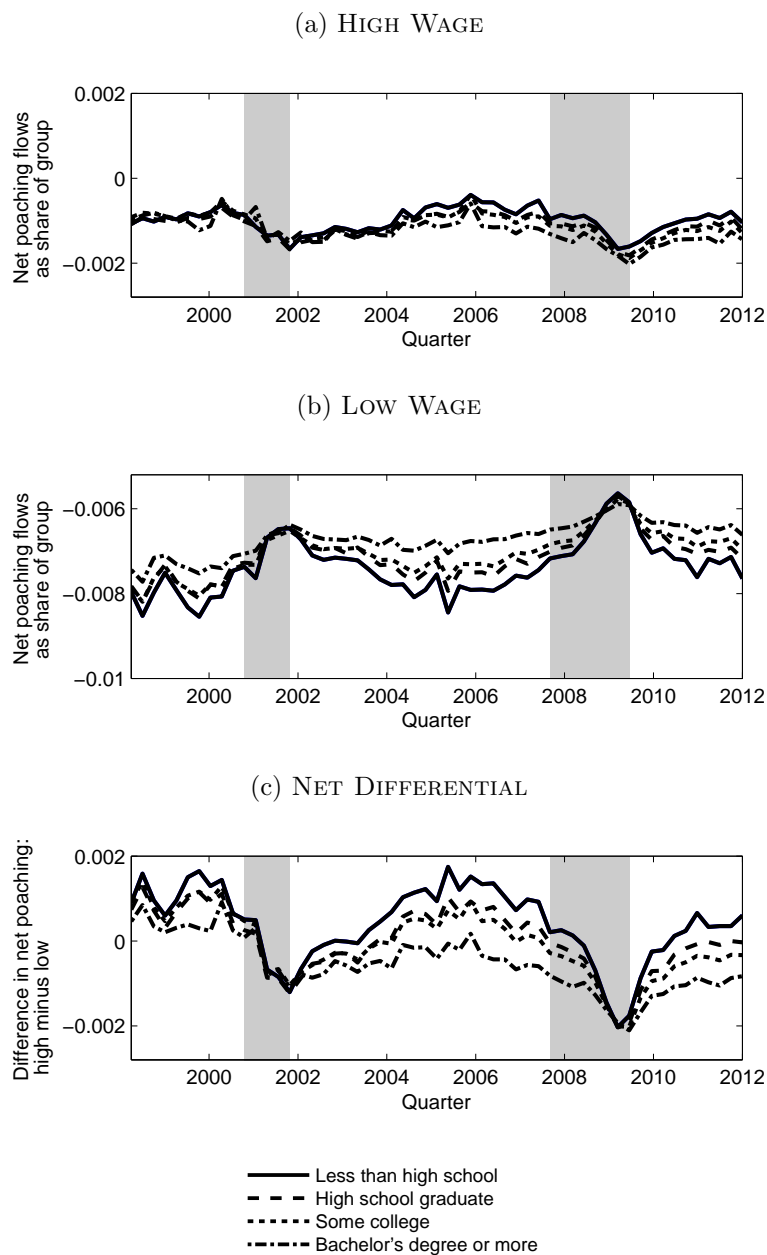 (a) High Wage
0.002
0
−0.002
Net poaching flows
as share of group
2000 2002 2004 2006 2008 2010 2012
Quarter
(b) Low Wage
−0.006
−0.008
−0.01
Net poaching flows
as share of group
2000 2002 2004 2006 2008 2010 2012
Quarter
(c) Net Differential
0.002
0
−0.002
Difference in net poaching:
high minus low
2000 2002 2004 2006 2008 2010 2012
Quarter
Less than high school
High school graduate
Some college
Bachelor's degree or more